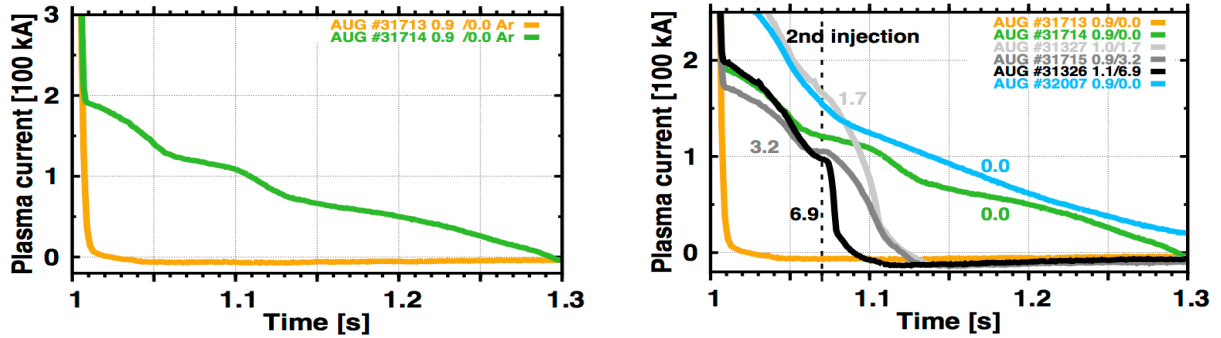 Plasma current [100 kA]
3
2
1
0
AUG #31713 0.9 /0.0 Ar
AUG #31714 0.9 /0.0 Ar
1
1.1
1.2
1.3
Time [s]
Plasma current [100 kA]
2
1
0
2nd injection
AUG #31713 0.9/0.0
AUG #31714 0.9/0.0
AUG #31327 1.0/1.7
AUG #31715 0.9/3.2
AUG #31326 1.1/6.9
AUG #32007 0.9/0.0
1.7
3.2
0.0
0.0
6.9
1
1.1
1.2
1.3
Time [s]